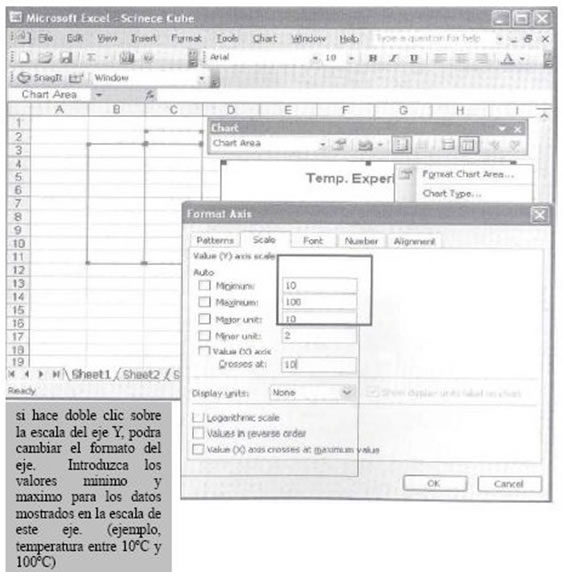 Microsoft Excel - Scinece Cube
File Edit View Insert Format Tools Chart Window Help Type a question for help
Arial 10 B I U A
SnagIt Window
Chart Area fx
A B C D E F G H I
1
2
3
4
5
6
7
8
9
10
11
12
13
14
15
16
17
18
19
Chart
Chart Area
Temp. Experi
Format Chart Area...
Chart Type...
Format Axis
Patterns Scale Font Number Alignment
Value (Y) axis scale
Auto
Minimum: 10
Maximum: 100
Major unit: 10
Minor unit: 2
Value (X) axis
Crosses at: 10
Display units: None Show display units label on chart
Logarithmic scale
Values in reverse order
Value (X) axis crosses at maximum value
OK Cancel
Sheet1 / Sheet2 / S
Ready
si hace doble clic sobre
la escala del eje Y, podra
cambiar el formato del
eje. Introduzca los
valores minimo y
maximo para los datos
mostrados en la escala de
este eje. (ejemplo,
temperatura entre 10ºC y
100ºC)